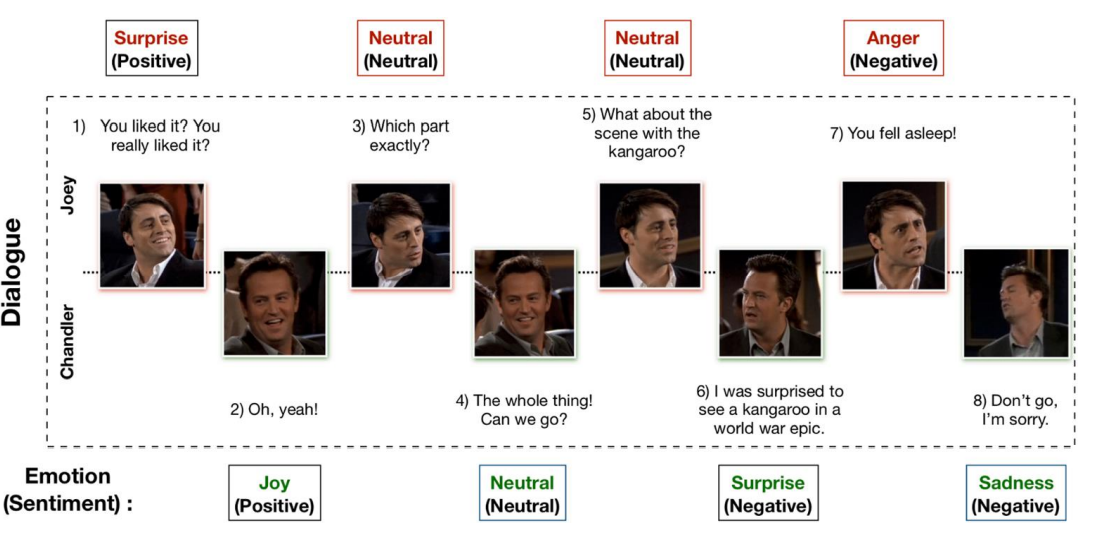 Surprise
(Positive)
Neutral
(Neutral)
Neutral
(Neutral)
Anger
(Negative)
1) You liked it? You
really liked it?
3) Which part
exactly?
5) What about the
scene with the
kangaroo?
7) You fell asleep!
Dialogue
Joey
Chandler
2) Oh, yeah!
4) The whole thing!
Can we go?
6) I was surprised to
see a kangaroo in a
world war epic.
8) Don't go,
I'm sorry.
Emotion
(Sentiment) :
Joy
(Positive)
Neutral
(Neutral)
Surprise
(Negative)
Sadness
(Negative)